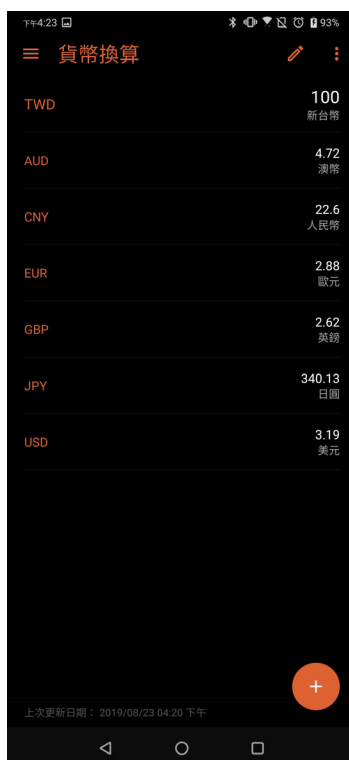 下午4:23
93%
貨幣換算
TWD
100
新台幣
AUD
4.72
澳幣
CNY
22.6
人民幣
EUR
2.88
歐元
GBP
2.62
英鎊
JPY
340.13
日圓
USD
3.19
美元
上次更新日期： 2019/08/23 04:20 下午